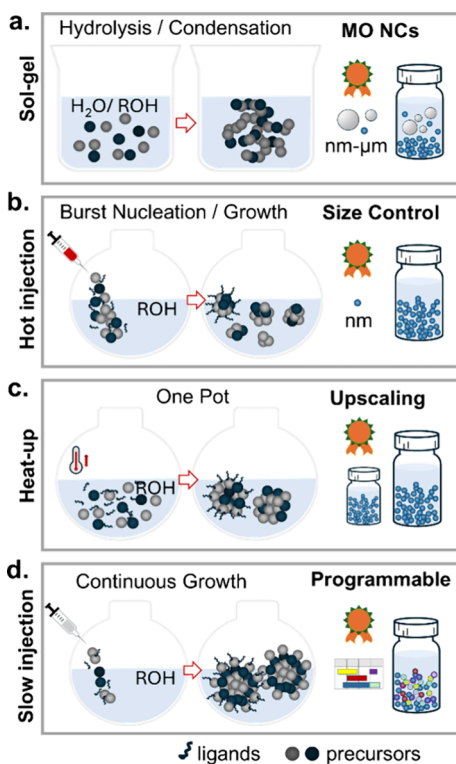 a.
Sol-gel
Hydrolysis / Condensation
MO NCs
H₂O/ ROH
nm-µm
b.
Hot injection
Burst Nucleation / Growth
Size Control
ROH
nm
c.
Heat-up
One Pot
Upscaling
ROH
d.
Slow injection
Continuous Growth
Programmable
ROH
ligands
precursors